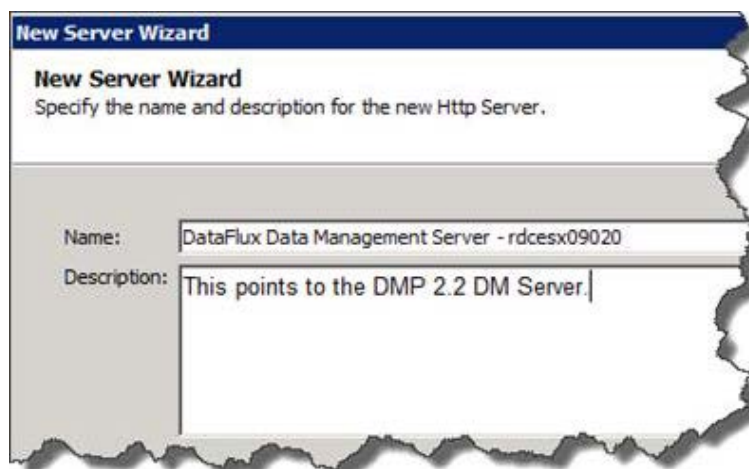 New Server Wizard
New Server Wizard
Specify the name and description for the new Http Server.
Name: DataFlux Data Management Server - rdcesx09020
Description: This points to the DMP 2.2 DM Server.